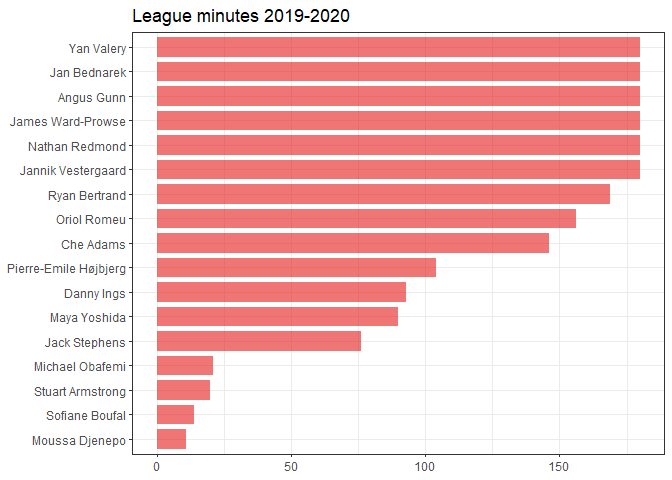 League minutes 2019-2020
Yan Valery
Jan Bednarek
Angus Gunn
James Ward-Prowse
Nathan Redmond
Jannik Vestergaard
Ryan Bertrand
Oriol Romeu
Che Adams
Pierre-Emile Højbjerg
Danny Ings
Maya Yoshida
Jack Stephens
Michael Obafemi
Stuart Armstrong
Sofiane Boufal
Moussa Djenepo
0 50 100 150